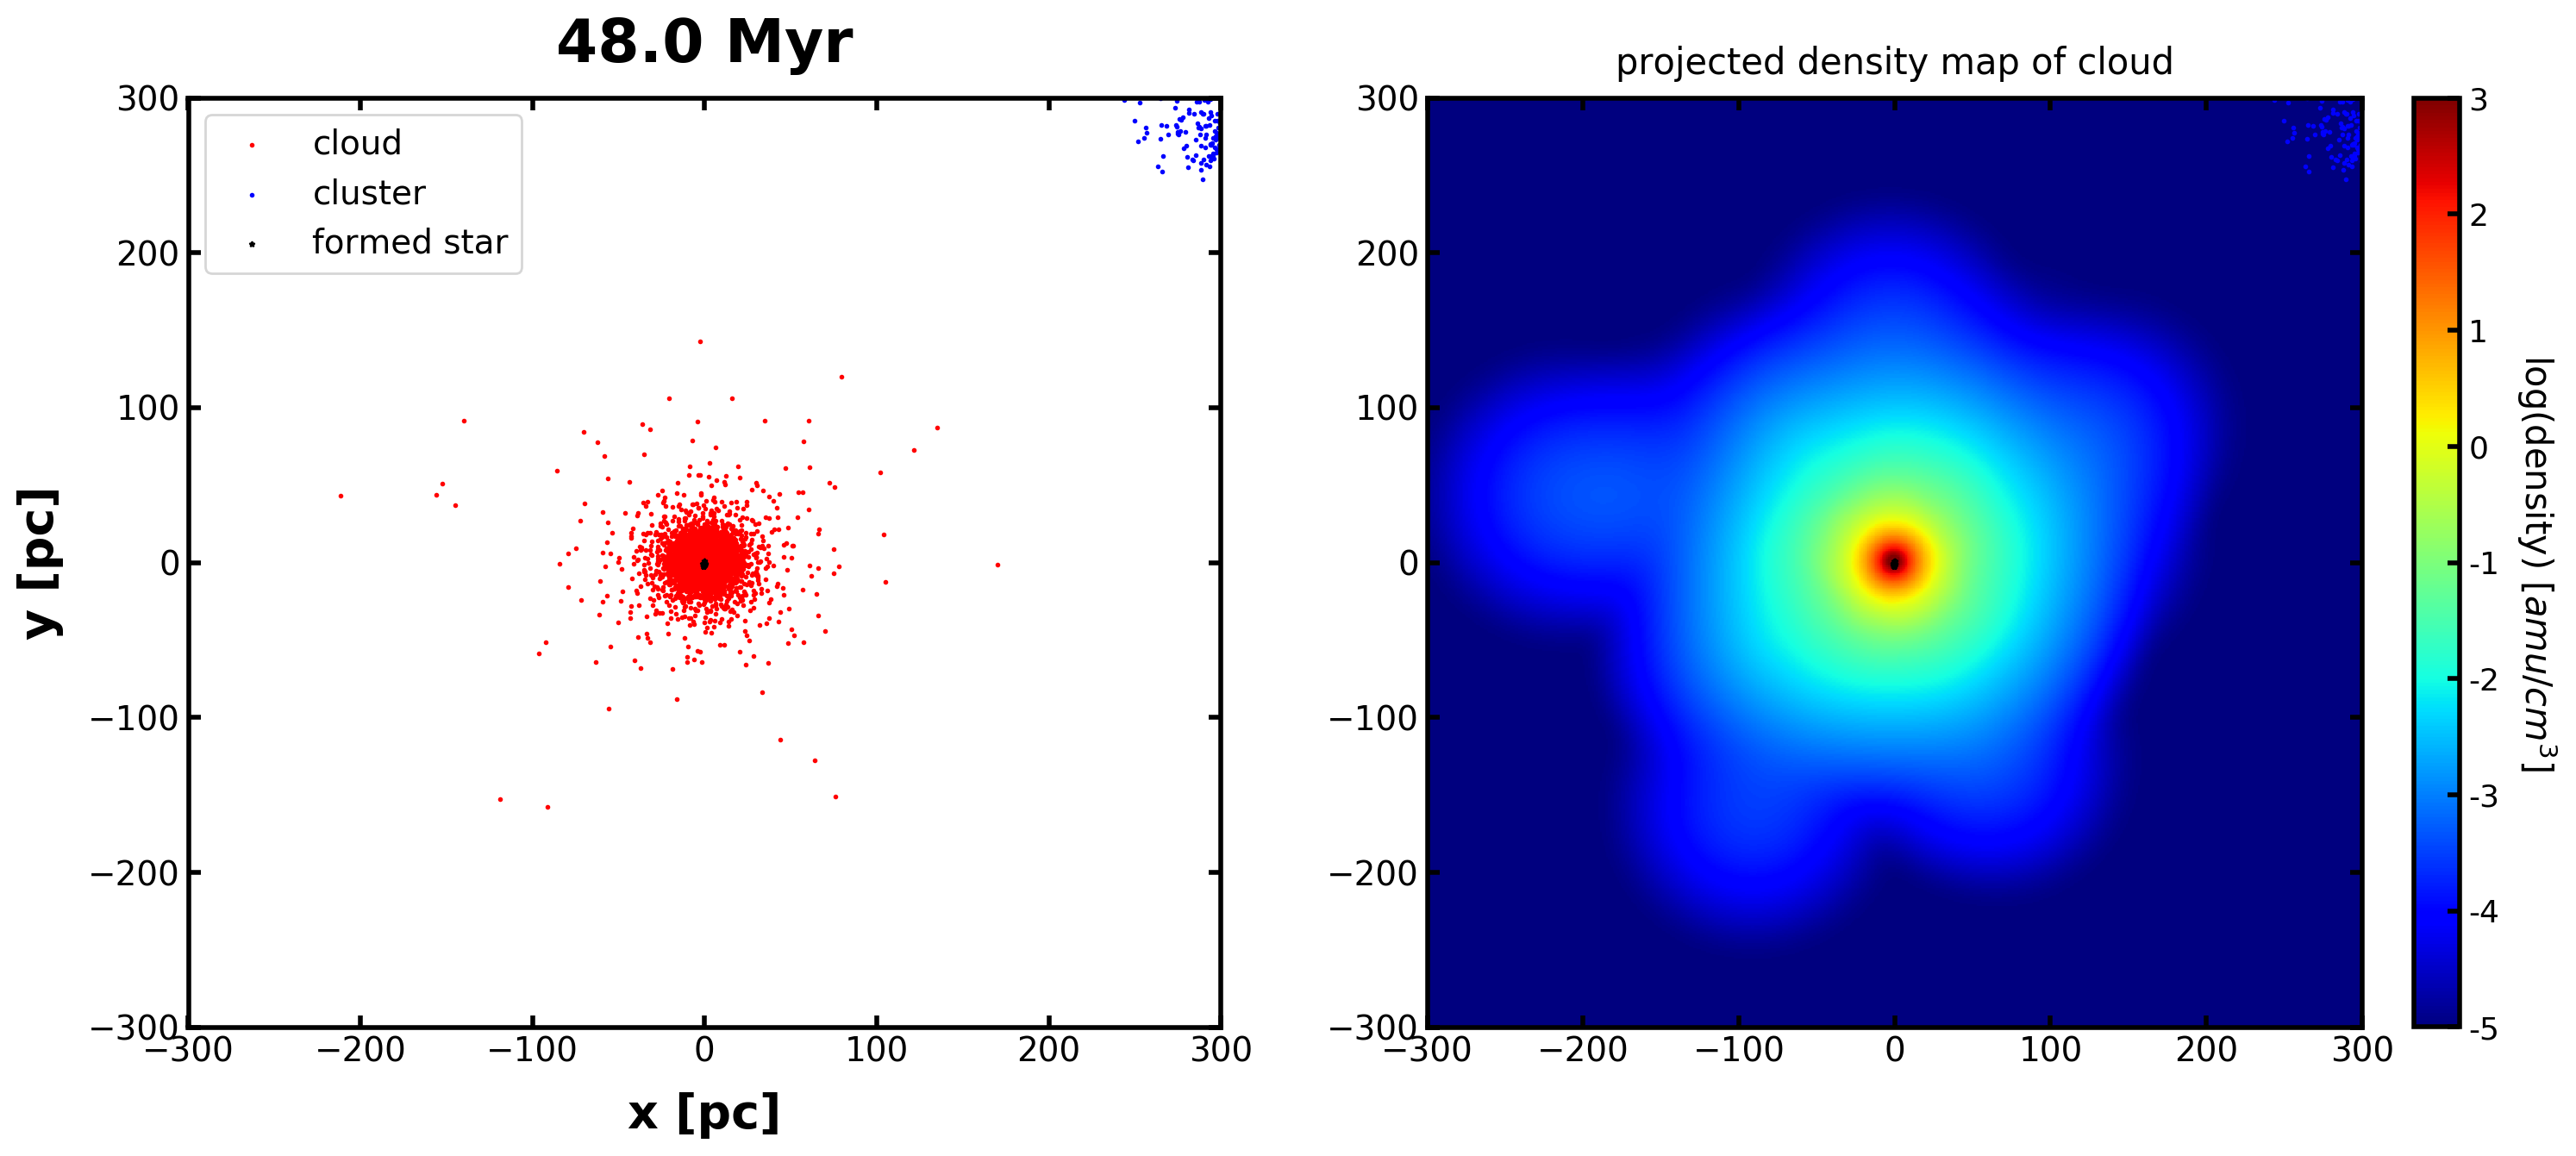 48.0 Myr
projected density map of cloud
cloud
cluster
formed star
300
200
100
0
−100
−200
−300
y [pc]
−300 −200 −100 0 100 200 300
x [pc]
300
200
100
0
−100
−200
−300
−300 −200 −100 0 100 200 300
3
2
1
0
-1
-2
-3
-4
-5
log(density) [amu/cm³]